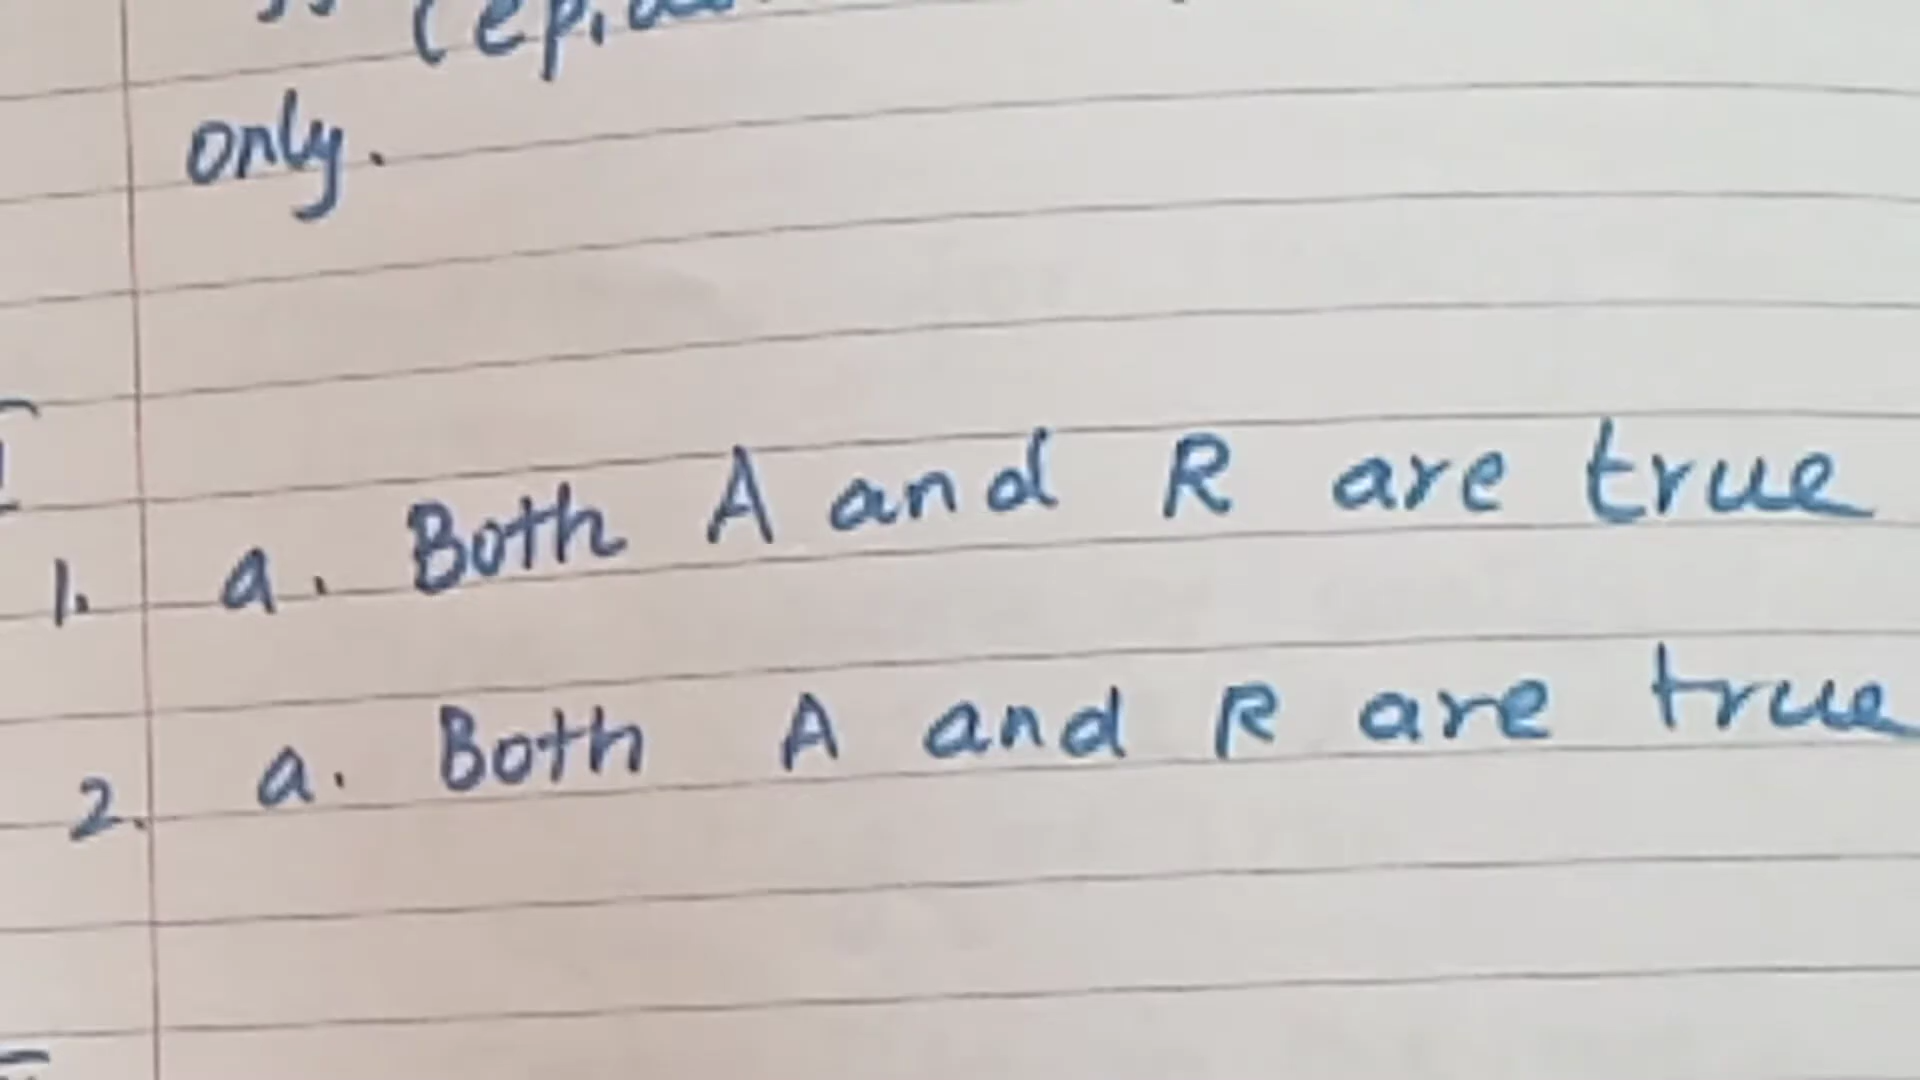 only.
1. a. Both A and R are true
2. a. Both A and R are true